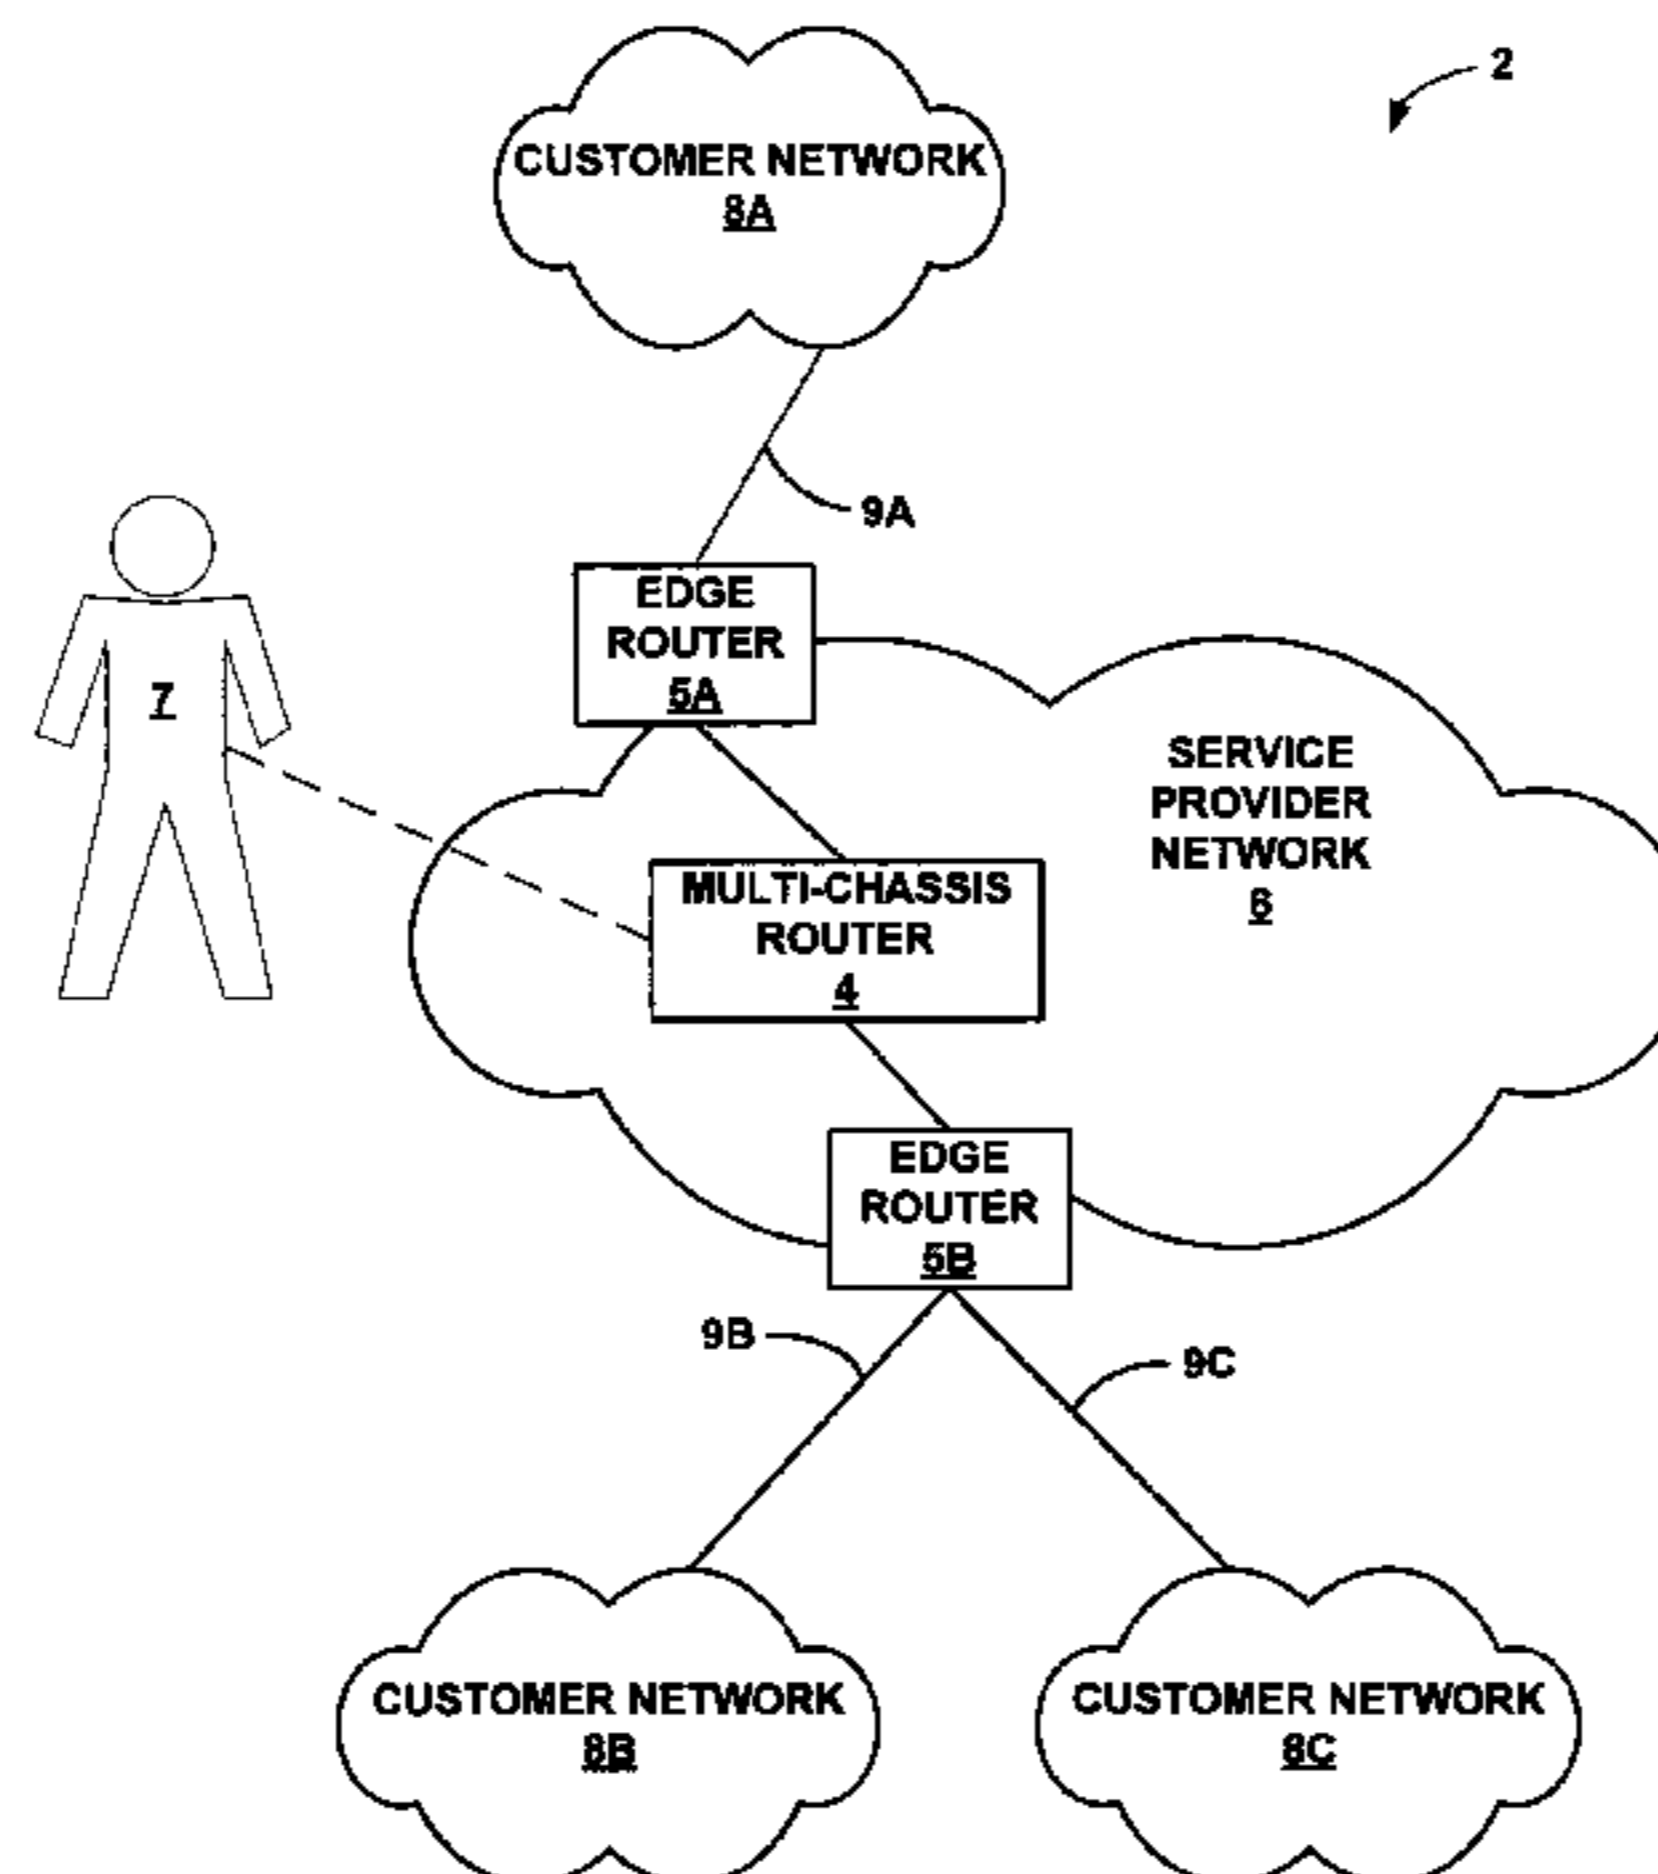 2
CUSTOMER NETWORK
8A
9A
EDGE
ROUTER
5A
7
SERVICE
PROVIDER
NETWORK
6
MULTI-CHASSIS
ROUTER
4
EDGE
ROUTER
5B
9B
9C
CUSTOMER NETWORK
8B
CUSTOMER NETWORK
8C